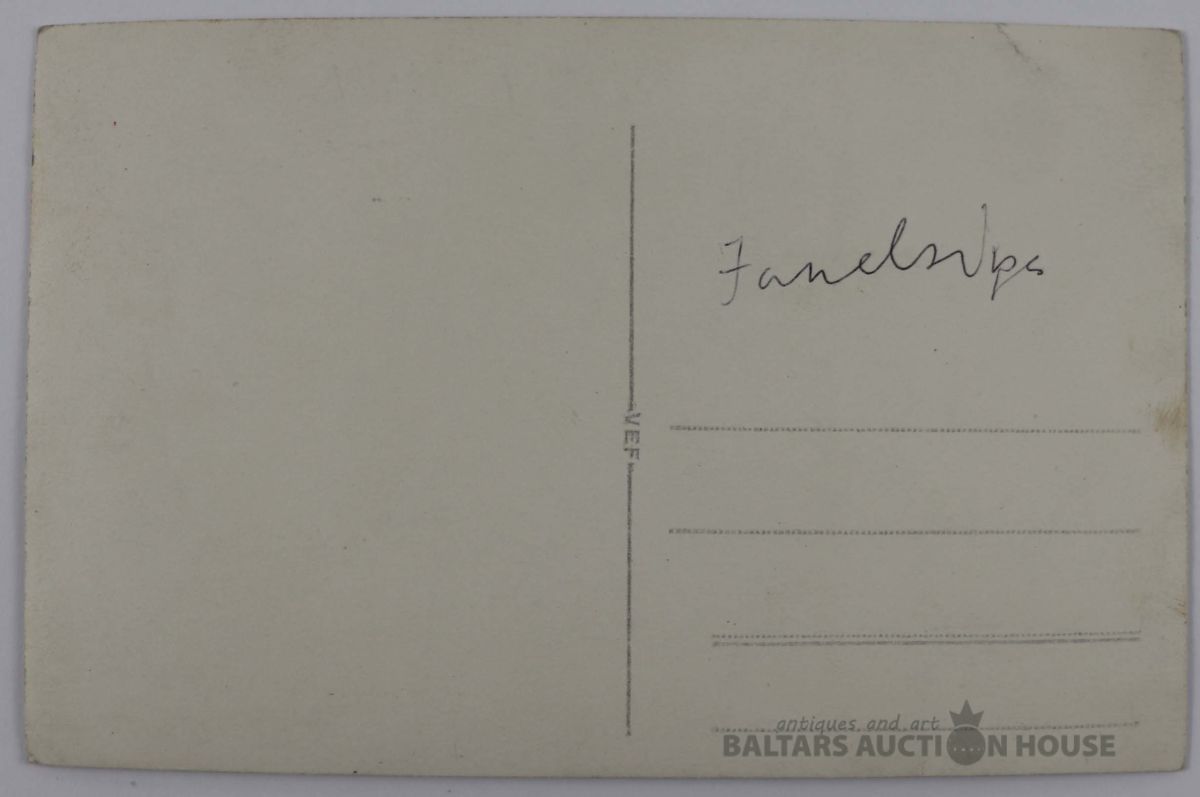 VEF
antiques and art
BALTARS AUCTION HOUSE